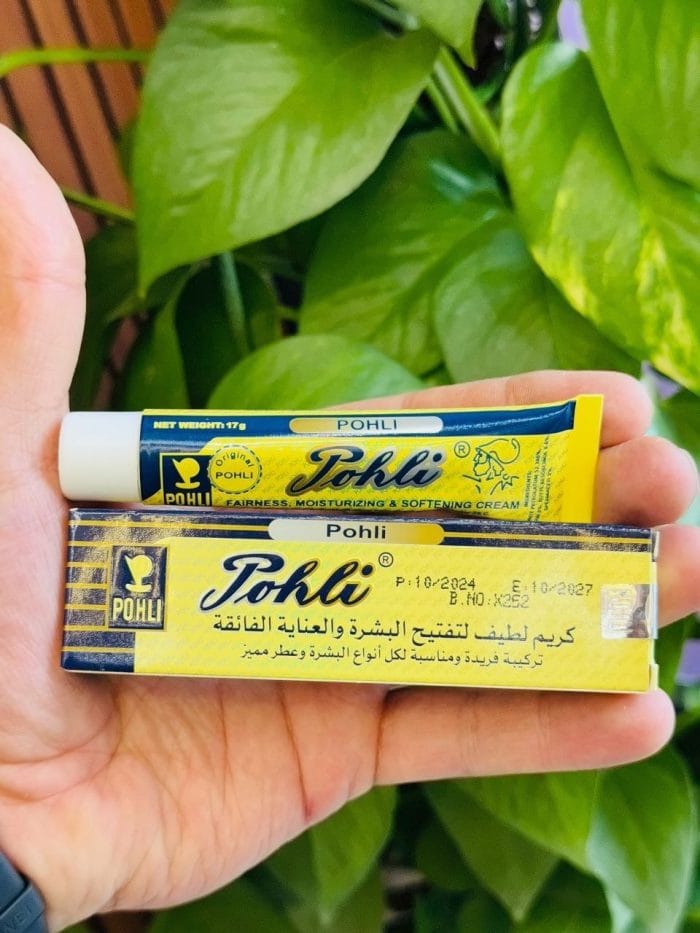 NET WEIGHT: 17g
POHLI
Original
POHLI
Pohli®
POHLI
FAIRNESS, MOISTURIZING & SOFTENING CREAM
Pohli
POHLI
Pohli®
P:10/2024 E:10/2027
B.NO:X252
كريم لطيف لتفتيح البشرة والعناية الفائقة
تركيبة فريدة ومناسبة لكل أنواع البشرة وعطر مميز